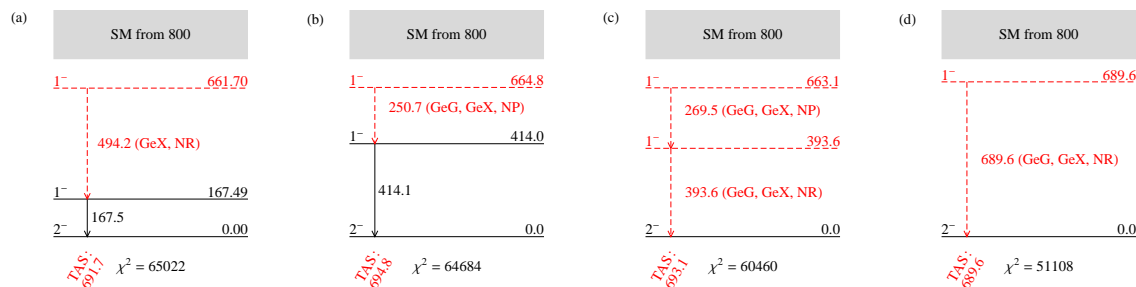 (a)
SM from 800
1⁻ 661.70
494.2 (GeX, NR)
1⁻ 167.49
167.5
2⁻ 0.00
TAS:
691.7
χ² = 65022
(b)
SM from 800
1⁻ 664.8
250.7 (GeG, GeX, NP)
1⁻ 414.0
414.1
2⁻ 0.0
TAS:
694.8
χ² = 64684
(c)
SM from 800
1⁻ 663.1
269.5 (GeG, GeX, NP)
1⁻ 393.6
393.6 (GeG, GeX, NR)
2⁻ 0.0
TAS:
693.1
χ² = 60460
(d)
SM from 800
1⁻ 689.6
689.6 (GeG, GeX, NR)
2⁻ 0.0
TAS:
689.6
χ² = 51108